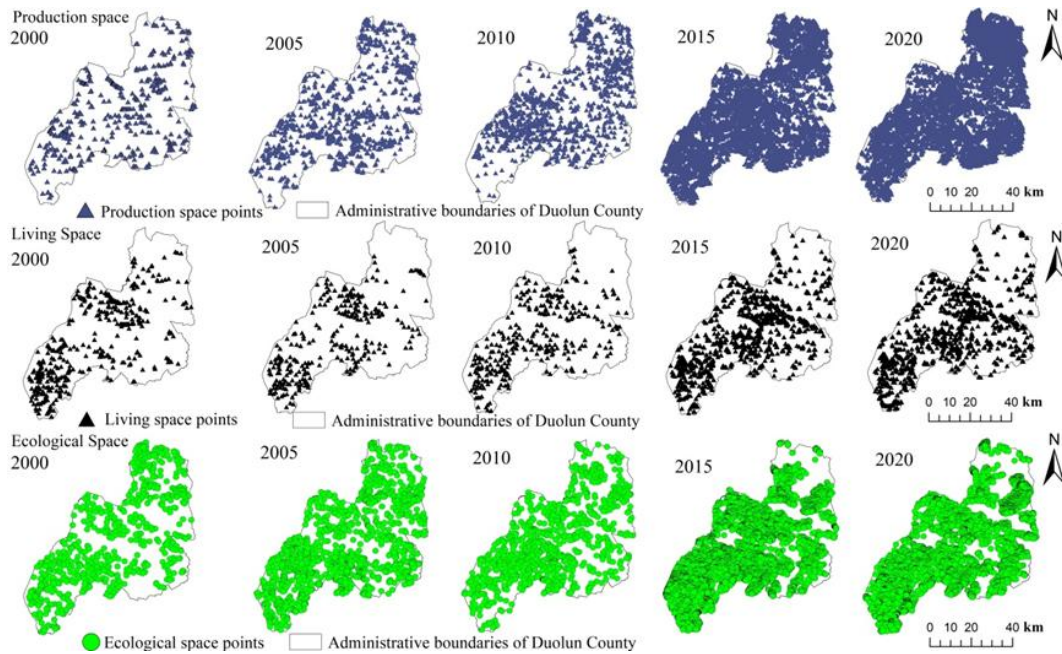 Production space
2000
2005
2010
2015
2020
N
0 10 20 40 km
Production space points
Administrative boundaries of Duolun County
Living Space
2000
2005
2010
2015
2020
N
0 10 20 40 km
Living space points
Administrative boundaries of Duolun County
Ecological Space
2000
2005
2010
2015
2020
N
0 10 20 40 km
Ecological space points
Administrative boundaries of Duolun County